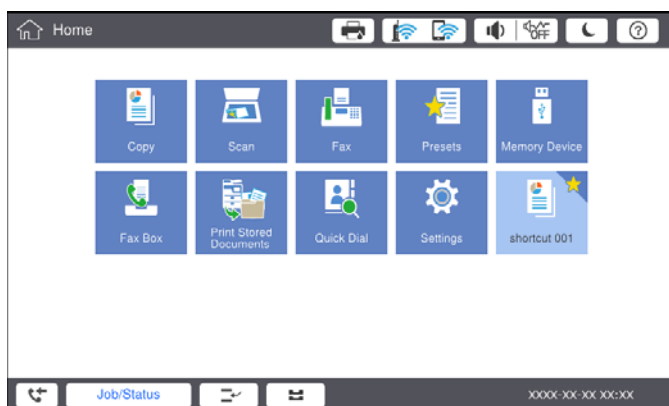 Home
OFF
?
Copy
Scan
Fax
Presets
Memory Device
Fax Box
Print Stored
Documents
Quick Dial
Settings
shortcut 001
Job/Status
XXXX-XX-XX XX:XX